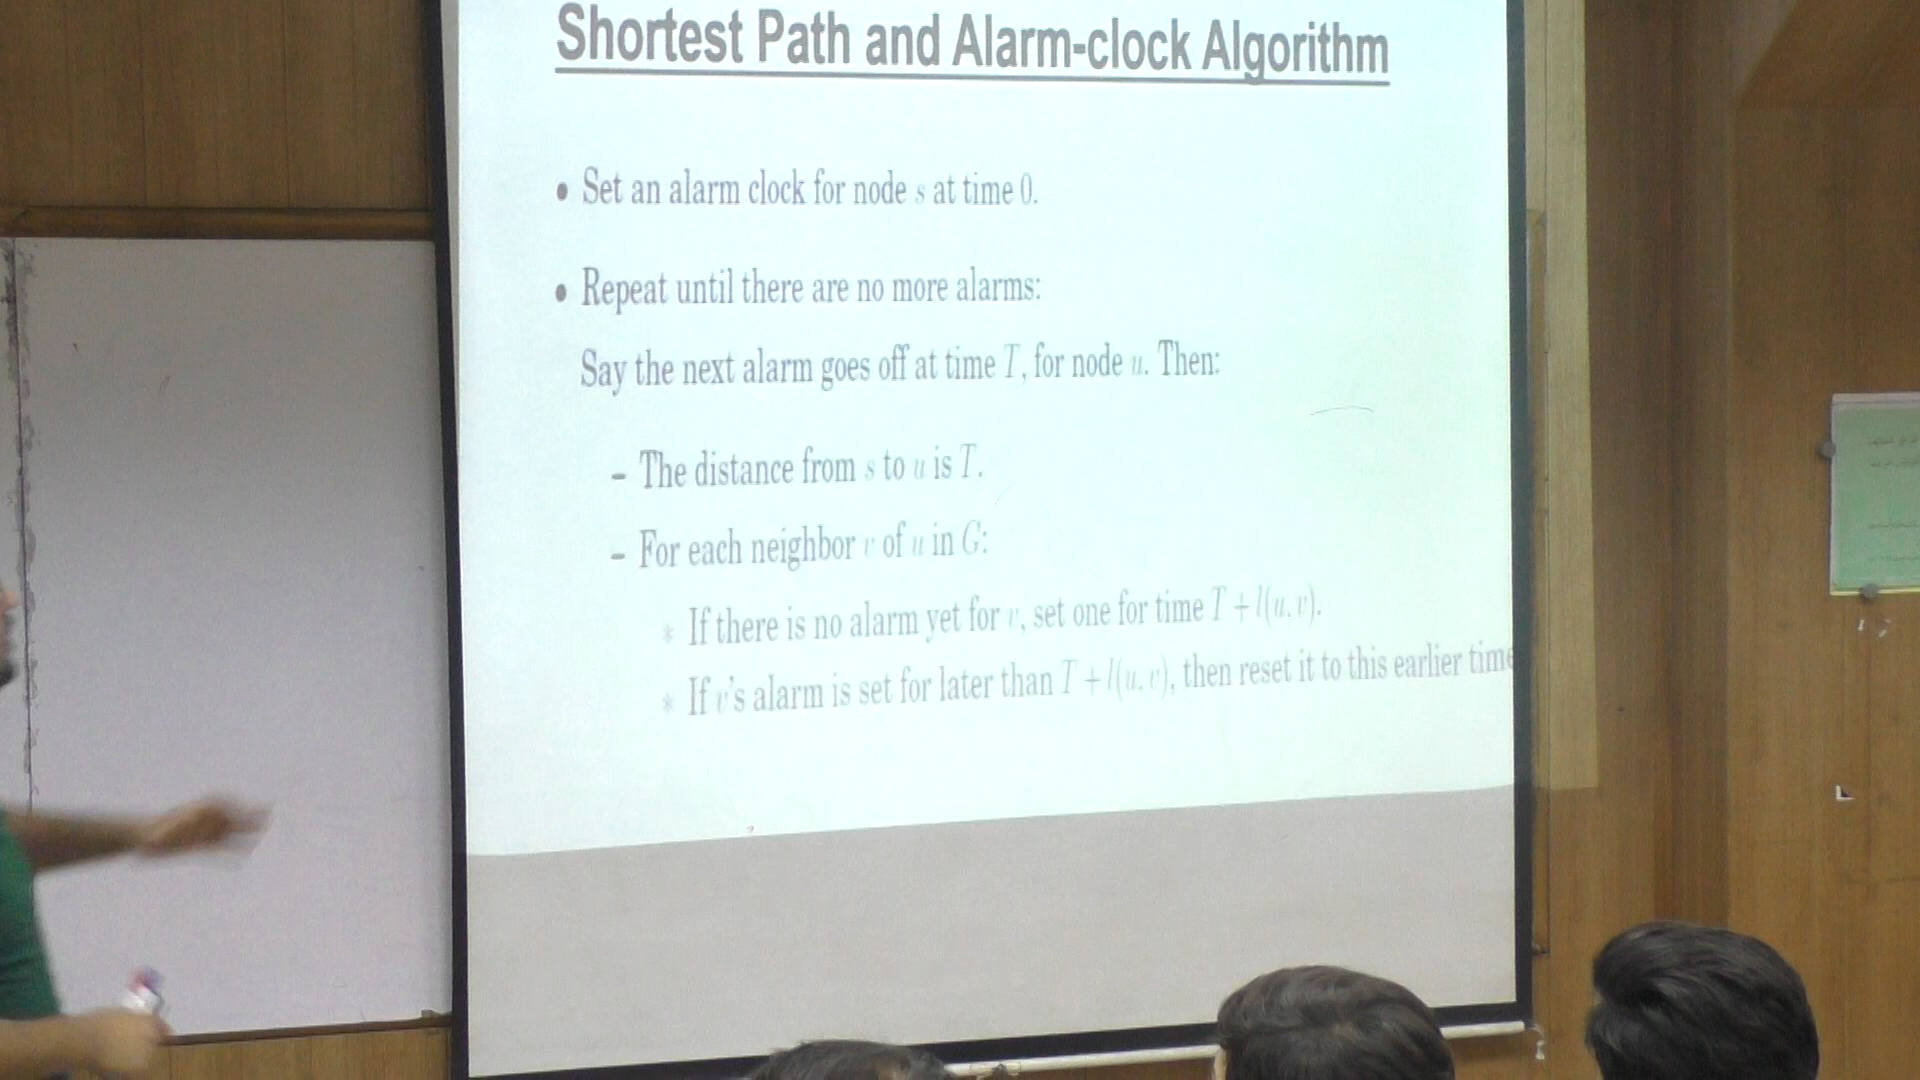 Shortest Path and Alarm-clock Algorithm
• Set an alarm clock for node s at time 0.
• Repeat until there are no more alarms:
Say the next alarm goes off at time T, for node u. Then:
– The distance from s to u is T.
– For each neighbor v of u in G:
* If there is no alarm yet for v, set one for time T + l(u, v).
* If v's alarm is set for later than T + l(u, v), then reset it to this earlier time